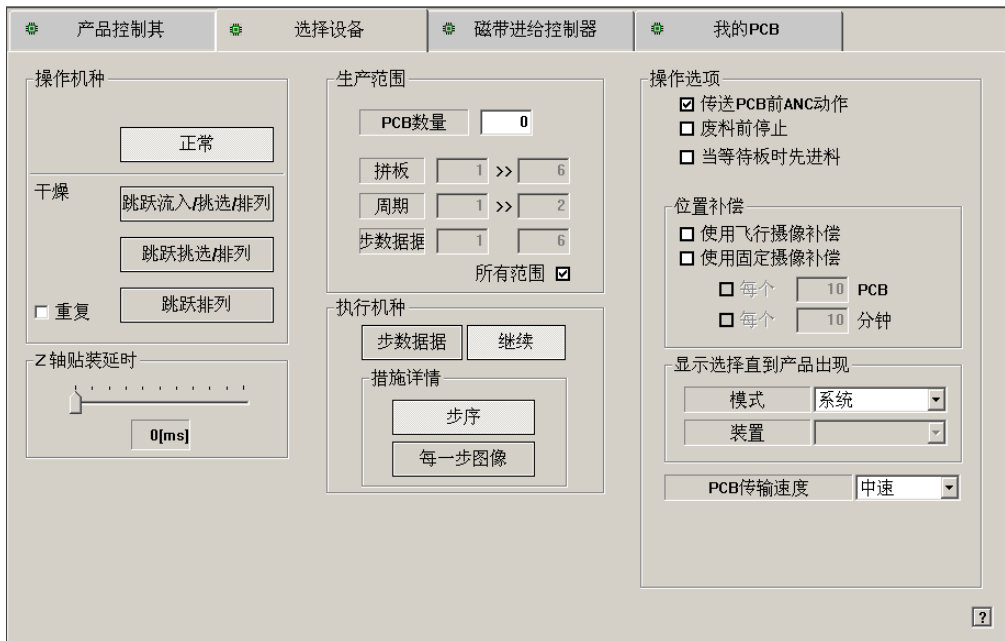 产品控制其
选择设备
磁带进给控制器
我的PCB
操作机种
正常
干燥
跳跃流入/挑选/排列
跳跃挑选/排列
重复
跳跃排列
Z轴贴装延时
0[ms]
生产范围
PCB数量 0
拼板 1 >> 6
周期 1 >> 2
步数据据 1 6
所有范围
执行机种
步数据据 继续
措施详情
步序
每一步图像
操作选项
传送PCB前ANC动作
废料前停止
当等待板时先进料
位置补偿
使用飞行摄像补偿
使用固定摄像补偿
每个 10 PCB
每个 10 分钟
显示选择直到产品出现
模式 系统
装置
PCB传输速度 中速
?